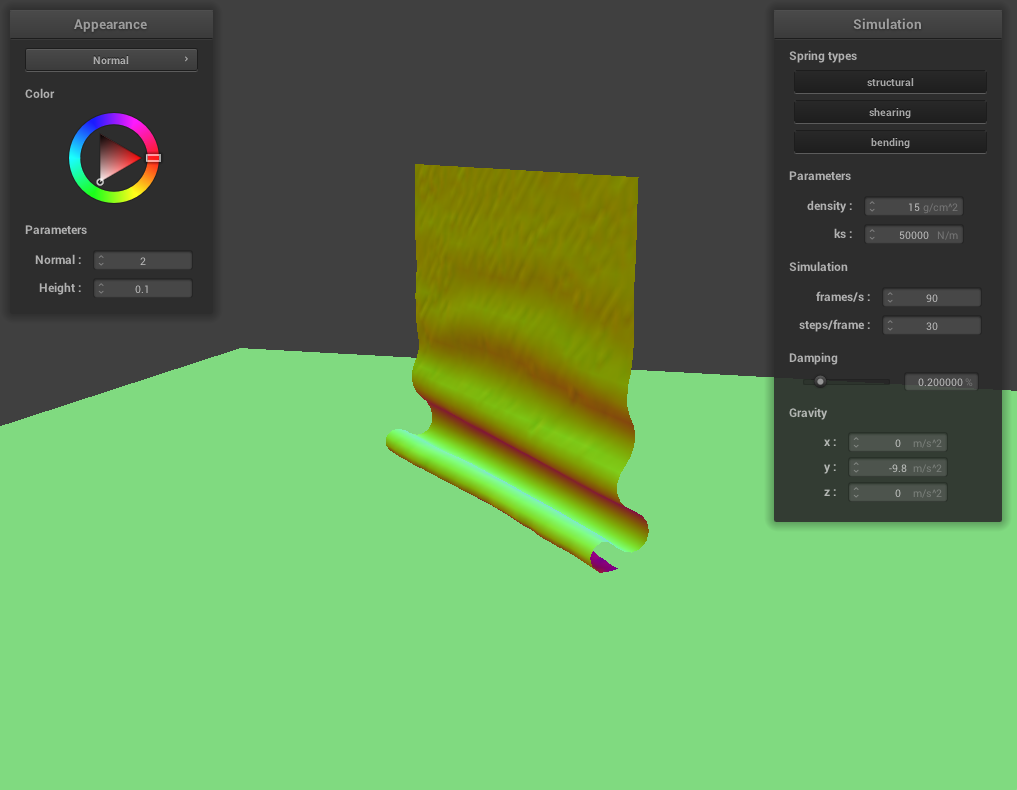 Appearance
Normal
Color
Parameters
Normal : 2
Height : 0.1
Simulation
Spring types
structural
shearing
bending
Parameters
density : 15 g/cm^2
ks : 50000 N/m
Simulation
frames/s : 90
steps/frame : 30
Damping
0.200000 %
Gravity
x : 0 m/s^2
y : -9.8 m/s^2
z : 0 m/s^2